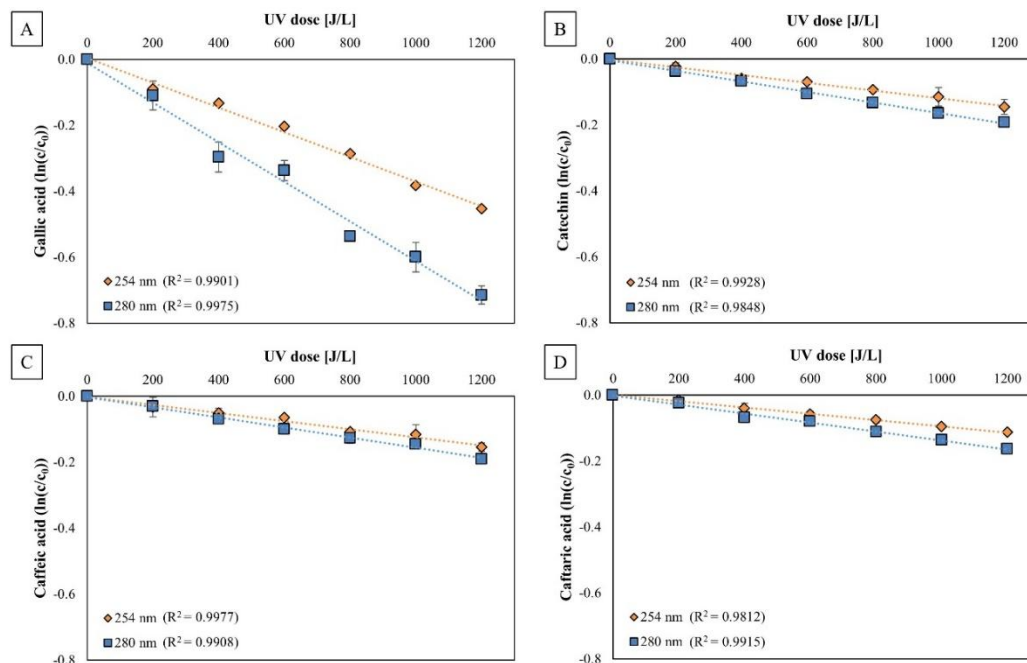 A
UV dose [J/L]
0 200 400 600 800 1000 1200
0.0
-0.2
-0.4
-0.6
-0.8
Gallic acid (ln(c/c₀))
254 nm (R² = 0.9901)
280 nm (R² = 0.9975)
B
UV dose [J/L]
0 200 400 600 800 1000 1200
0.0
-0.2
-0.4
-0.6
-0.8
Catechin (ln(c/c₀))
254 nm (R² = 0.9928)
280 nm (R² = 0.9848)
C
UV dose [J/L]
0 200 400 600 800 1000 1200
0.0
-0.2
-0.4
-0.6
-0.8
Caffeic acid (ln(c/c₀))
254 nm (R² = 0.9977)
280 nm (R² = 0.9908)
D
UV dose [J/L]
0 200 400 600 800 1000 1200
0.0
-0.2
-0.4
-0.6
-0.8
Caftaric acid (ln(c/c₀))
254 nm (R² = 0.9812)
280 nm (R² = 0.9915)